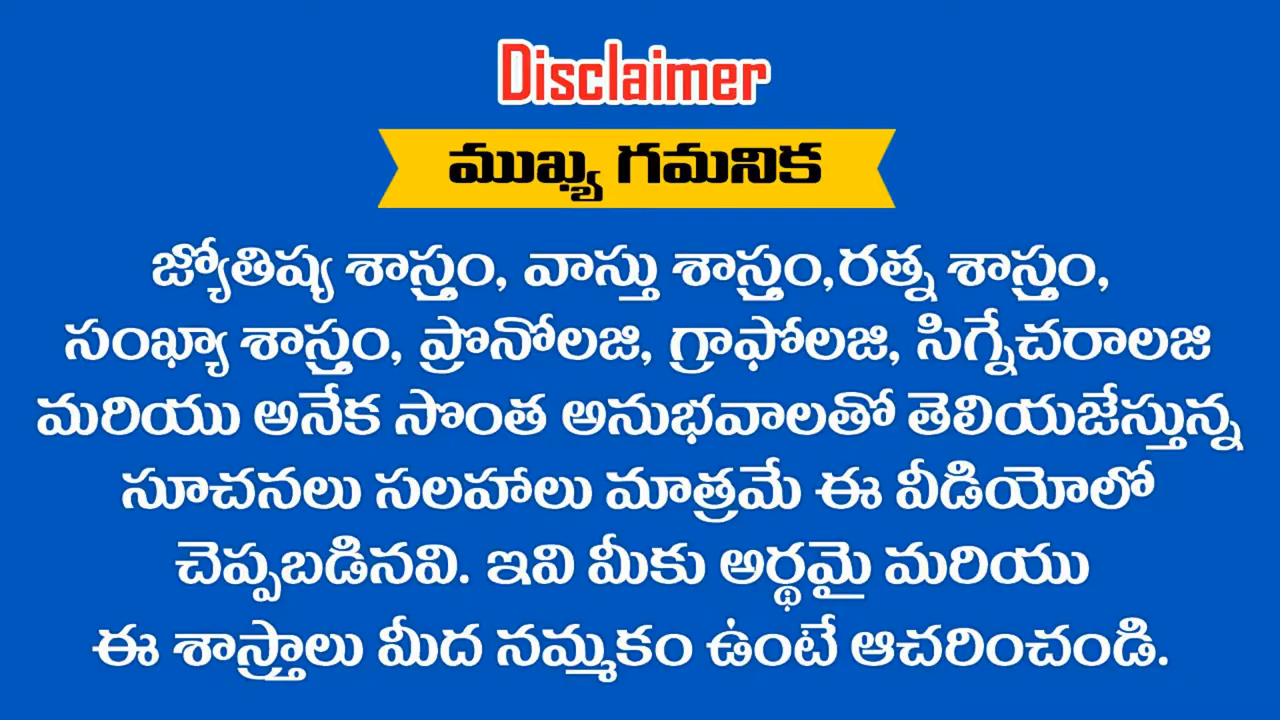 Disclaimer
ముఖ్య గమనిక
జ్యోతిష్య శాస్త్రం, వాస్తు శాస్త్రం,రత్న శాస్త్రం,
సంఖ్యా శాస్త్రం, ప్రొనోలజి, గ్రాఫోలజి, సిగ్నేచరాలజి
మరియు అనేక సొంత అనుభవాలతో తెలియజేస్తున్న
సూచనలు సలహాలు మాత్రమే ఈ వీడియోలో
చెప్పబడినవి. ఇవి మీకు అర్థమై మరియు
ఈ శాస్త్రాలు మీద నమ్మకం ఉంటే ఆచరించండి.